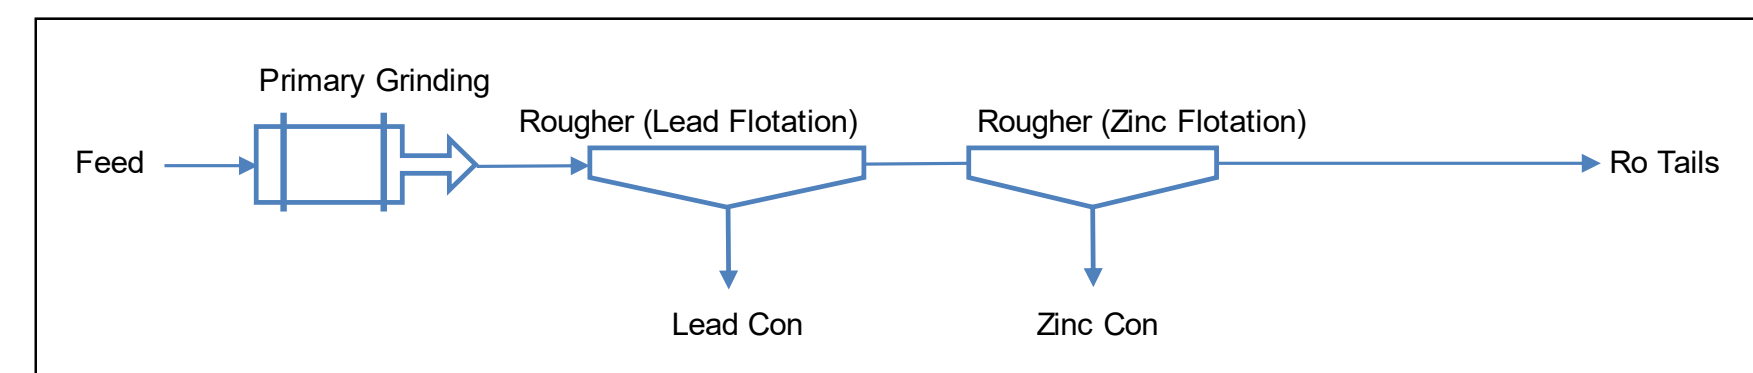 Primary Grinding
Rougher (Lead Flotation)
Rougher (Zinc Flotation)
Feed
Ro Tails
Lead Con
Zinc Con